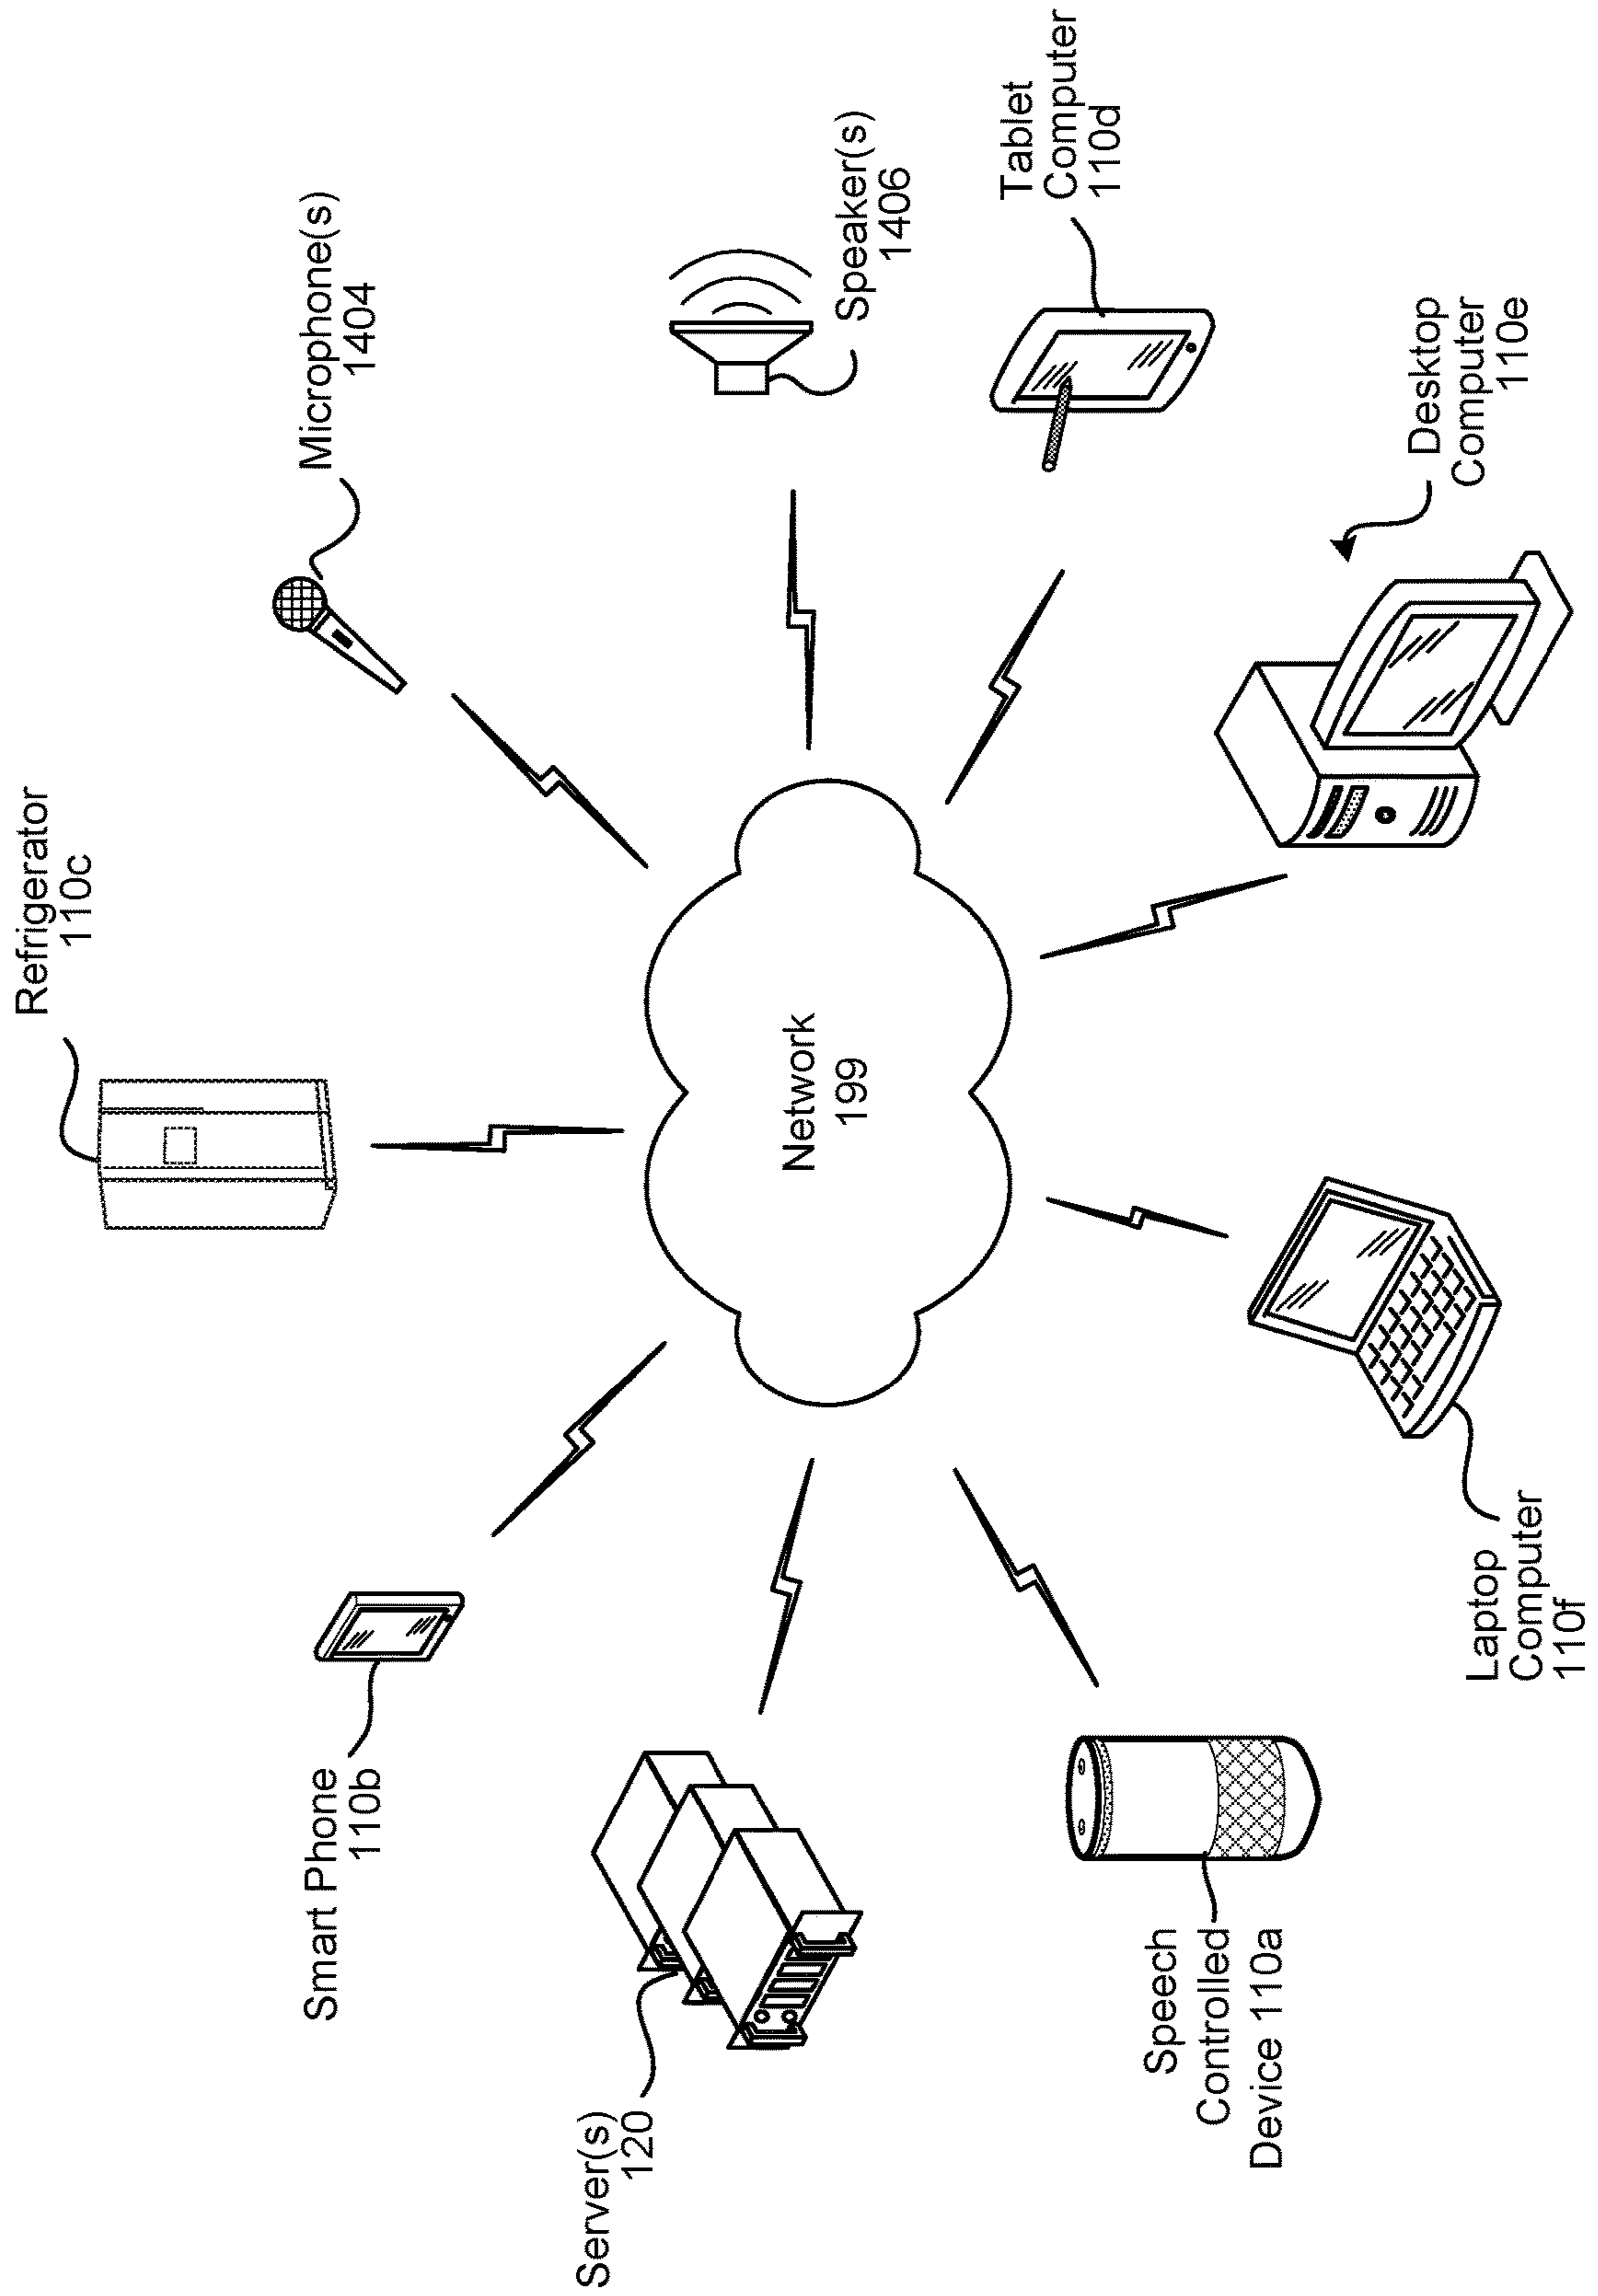 Refrigerator
110c
Smart Phone
110b
Microphone(s)
1404
Server(s)
120
Network
199
Speaker(s)
1406
Speech
Controlled
Device 110a
Tablet
Computer
110d
Laptop
Computer
110f
Desktop
Computer
110e